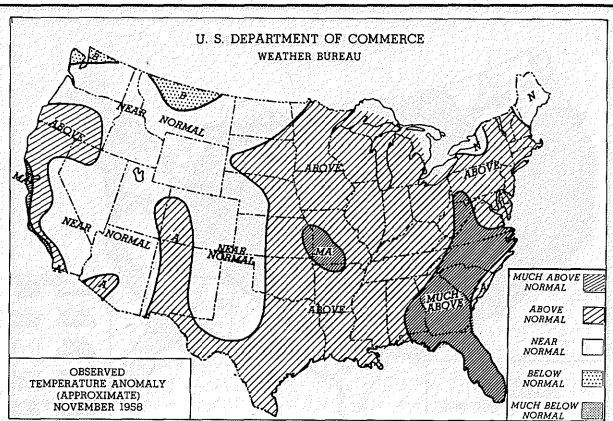 U. S. DEPARTMENT OF COMMERCE
WEATHER BUREAU
B
B
N
NEAR
NORMAL
ABOVE
N
ABOVE
ABOVE
MA
NEAR
NORMAL
A
NEAR
NORMAL
MA
A
A
MUCH
ABOVE
A
ABOVE
MUCH ABOVE
NORMAL
ABOVE
NORMAL
NEAR
NORMAL
BELOW
NORMAL
MUCH BELOW
NORMAL
OBSERVED
TEMPERATURE ANOMALY
(APPROXIMATE)
NOVEMBER 1958